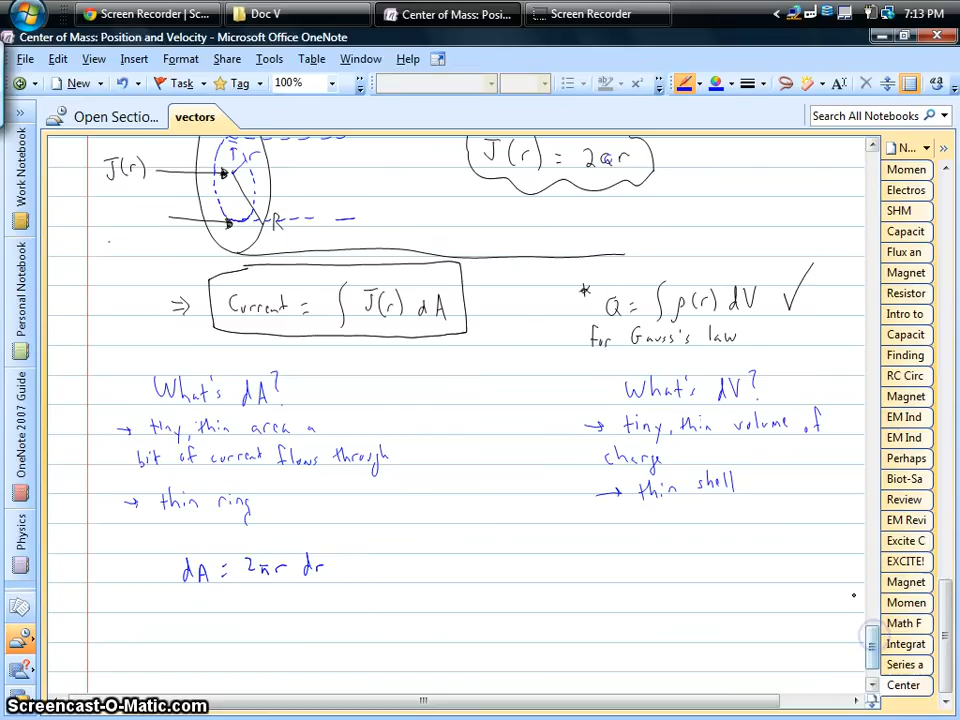 Screen Recorder | Sc...
Doc V
Center of Mass: Posi...
Screen Recorder
7:13 PM
Center of Mass: Position and Velocity - Microsoft Office OneNote
File Edit View Insert Format Share Tools Table Window Help
New Task Tag 100%
Open Sectio...
vectors
Search All Notebooks
Work Notebook
OneNote 2007 Guide
Physics
N...
Momen
Electros
SHM
Capacit
Flux an
Magnet
Resistor
Intro to
Capacit
Finding
RC Circ
Magnet
EM Ind
EM Ind
Perhaps
Biot-Sa
Review
EM Revi
Excite C
EXCITE!
Magnet
Momen
Math F
Integrat
Series a
Center
J(r)
r
R
J(r) = 2ar
⇒ Current = ∫ J(r) dA
* Q = ∫ ρ(r) dV ✓
for Gauss's law
What's dA?
→ tiny, thin area a
bit of current flows through
→ thin ring
dA = 2πr dr
What's dV?
→ tiny, thin volume of
charge
→ thin shell
Screencast-O-Matic.com